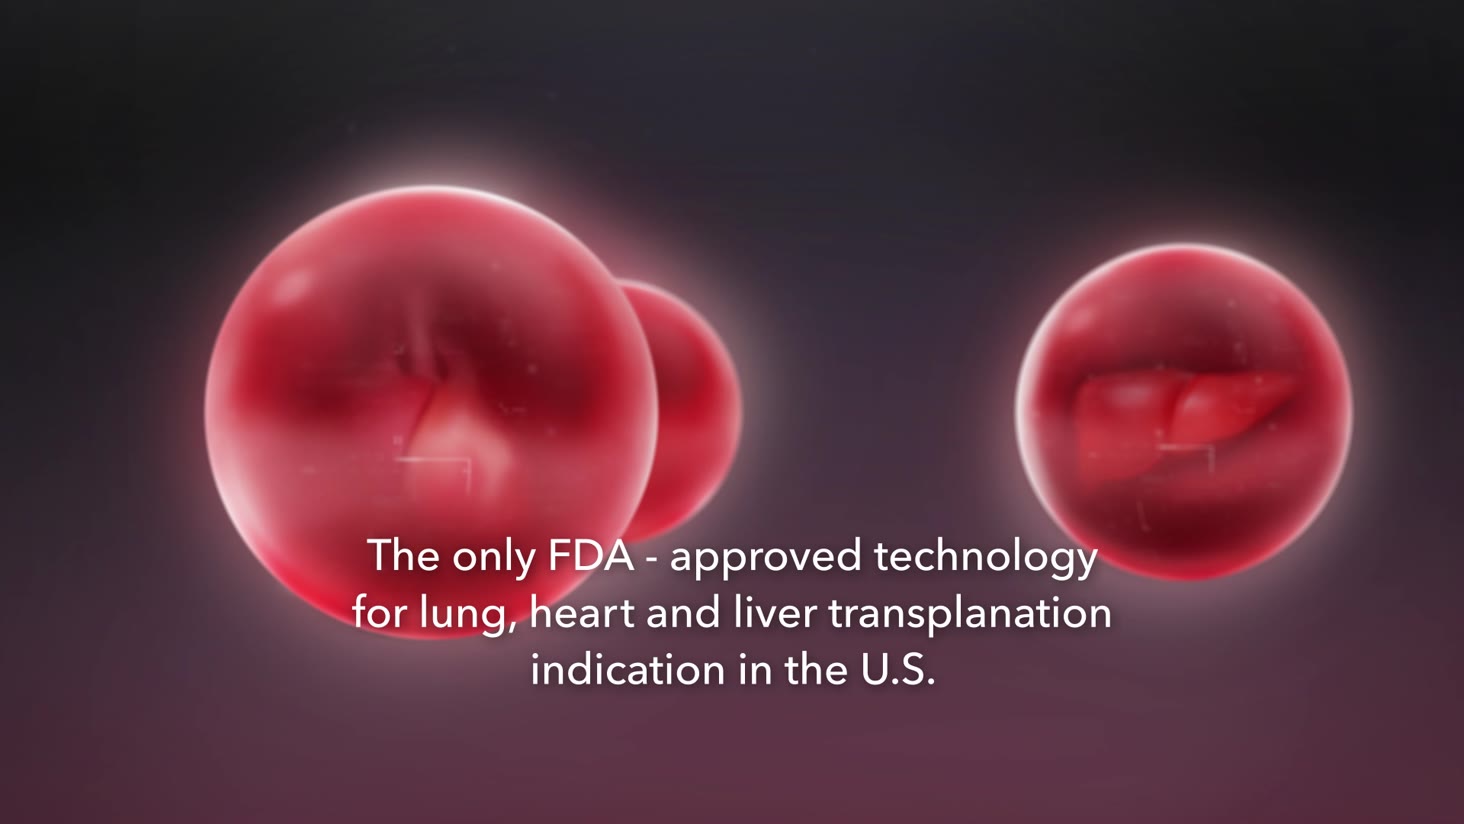 The only FDA - approved technology
for lung, heart and liver transplanation
indication in the U.S.